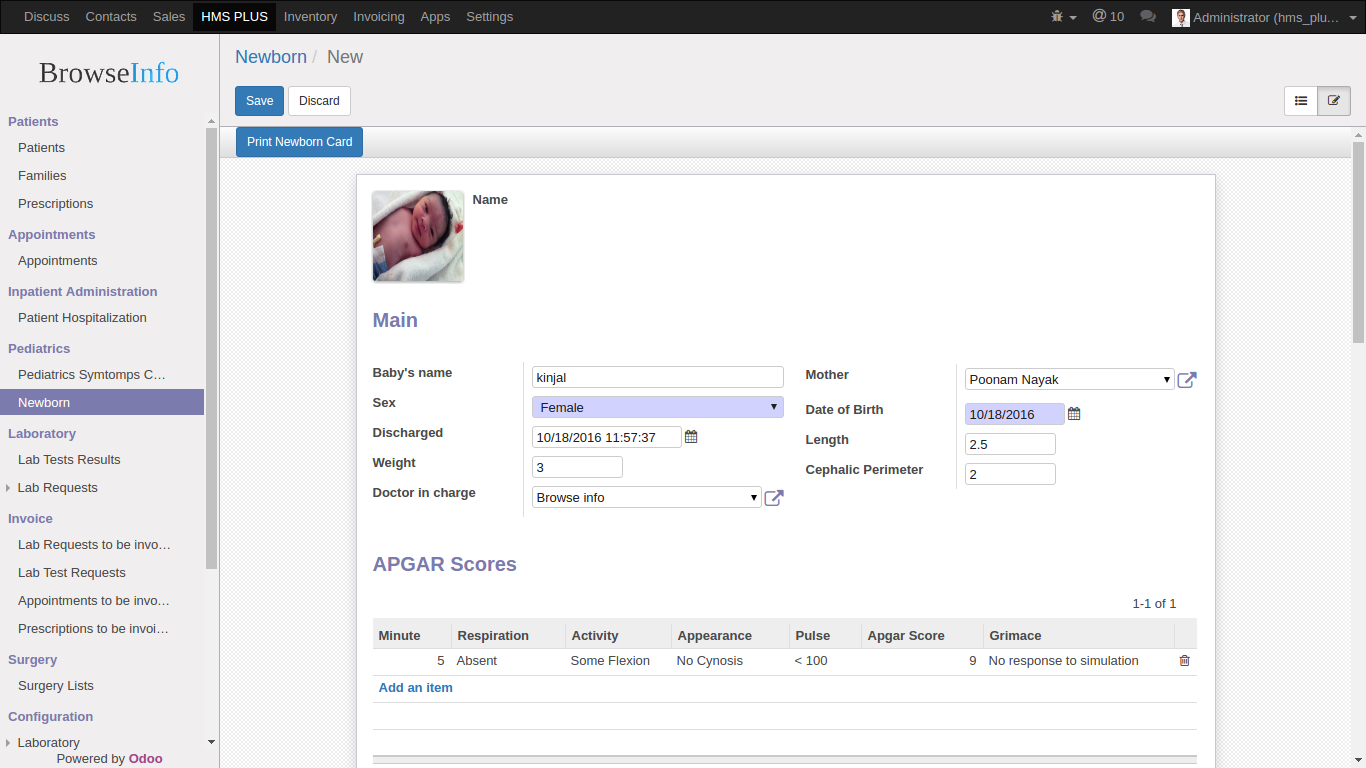 Discuss Contacts Sales HMS PLUS Inventory Invoicing Apps Settings @ 10 Administrator (hms_plu...
BrowseInfo
Patients
Patients
Families
Prescriptions
Appointments
Appointments
Inpatient Administration
Patient Hospitalization
Pediatrics
Pediatrics Symtomps C...
Newborn
Laboratory
Lab Tests Results
Lab Requests
Invoice
Lab Requests to be invo...
Lab Test Requests
Appointments to be invo...
Prescriptions to be invoi...
Surgery
Surgery Lists
Configuration
Laboratory
Powered by Odoo
Newborn / New
Save Discard
Print Newborn Card
Name
Main
Baby's name kinjal
Sex Female
Discharged 10/18/2016 11:57:37
Weight 3
Doctor in charge Browse info
Mother Poonam Nayak
Date of Birth 10/18/2016
Length 2.5
Cephalic Perimeter 2
APGAR Scores
1-1 of 1
Minute Respiration Activity Appearance Pulse Apgar Score Grimace
5 Absent Some Flexion No Cynosis < 100 9 No response to simulation
Add an item